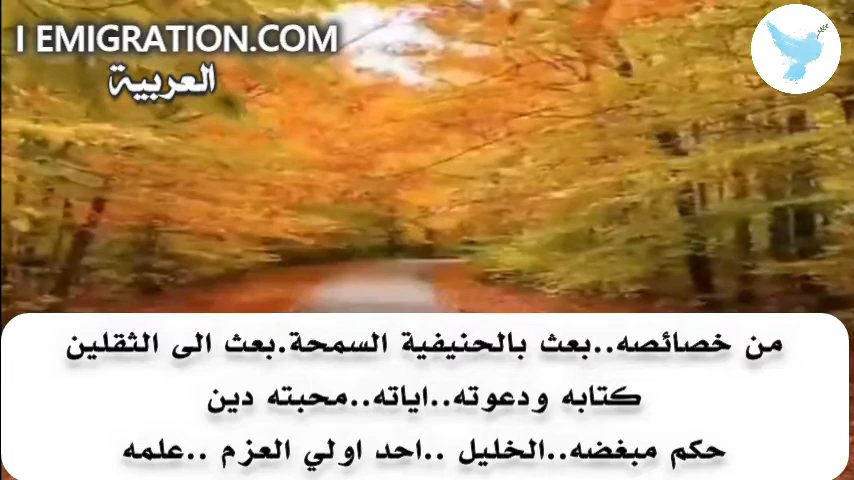 I EMIGRATION.COM
العربية
من خصائصه..بعث بالحنيفية السمحة.بعث الى الثقلين
كتابه ودعوته..اياته..محبته دين
حكم مبغضه..الخليل ..احد اولي العزم ..علمه